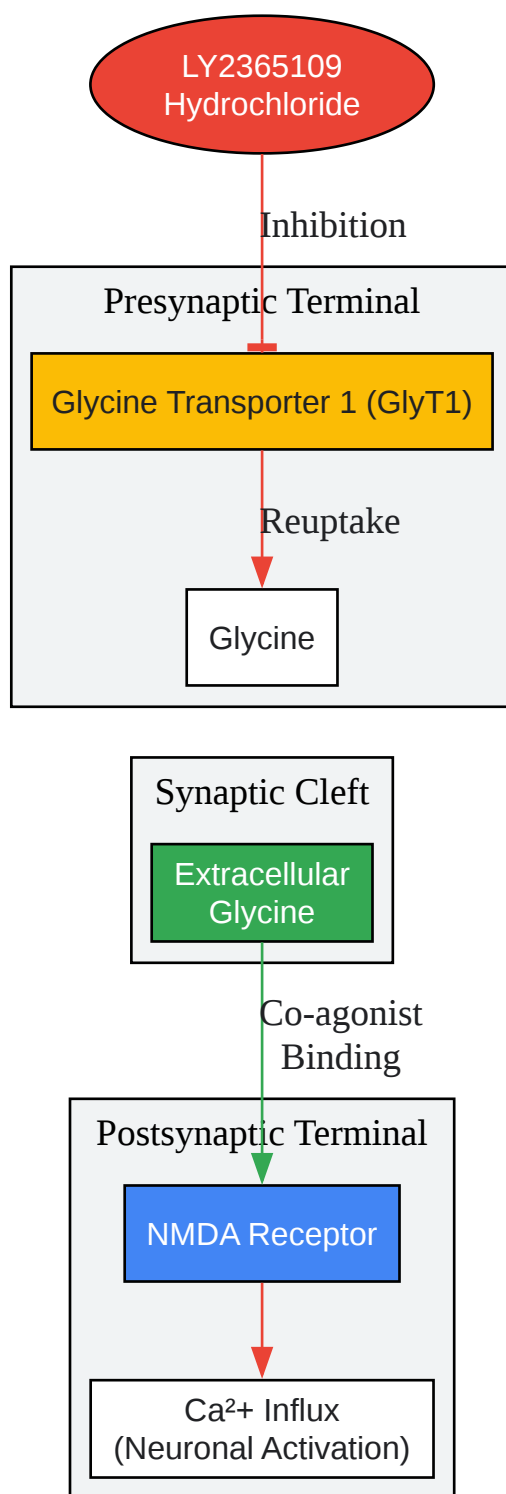 LY2365109
Hydrochloride
Inhibition
Presynaptic Terminal
Glycine Transporter 1 (GlyT1)
Reuptake
Glycine
Synaptic Cleft
Extracellular
Glycine
Co-agonist
Binding
Postsynaptic Terminal
NMDA Receptor
Ca²+ Influx
(Neuronal Activation)